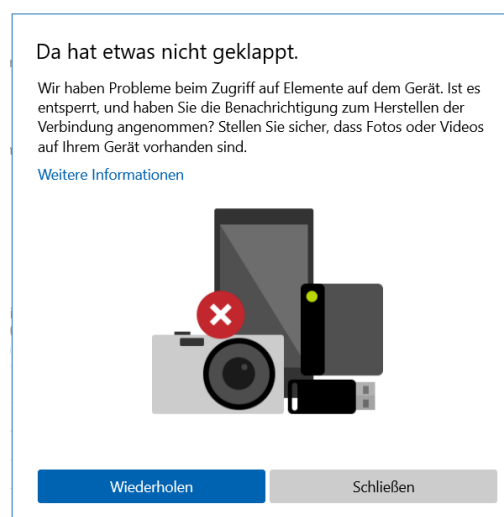 Da hat etwas nicht geklappt.
Wir haben Probleme beim Zugriff auf Elemente auf dem Gerät. Ist es
entsperrt, und haben Sie die Benachrichtigung zum Herstellen der
Verbindung angenommen? Stellen Sie sicher, dass Fotos oder Videos
auf Ihrem Gerät vorhanden sind.
Weitere Informationen
Wiederholen
Schließen